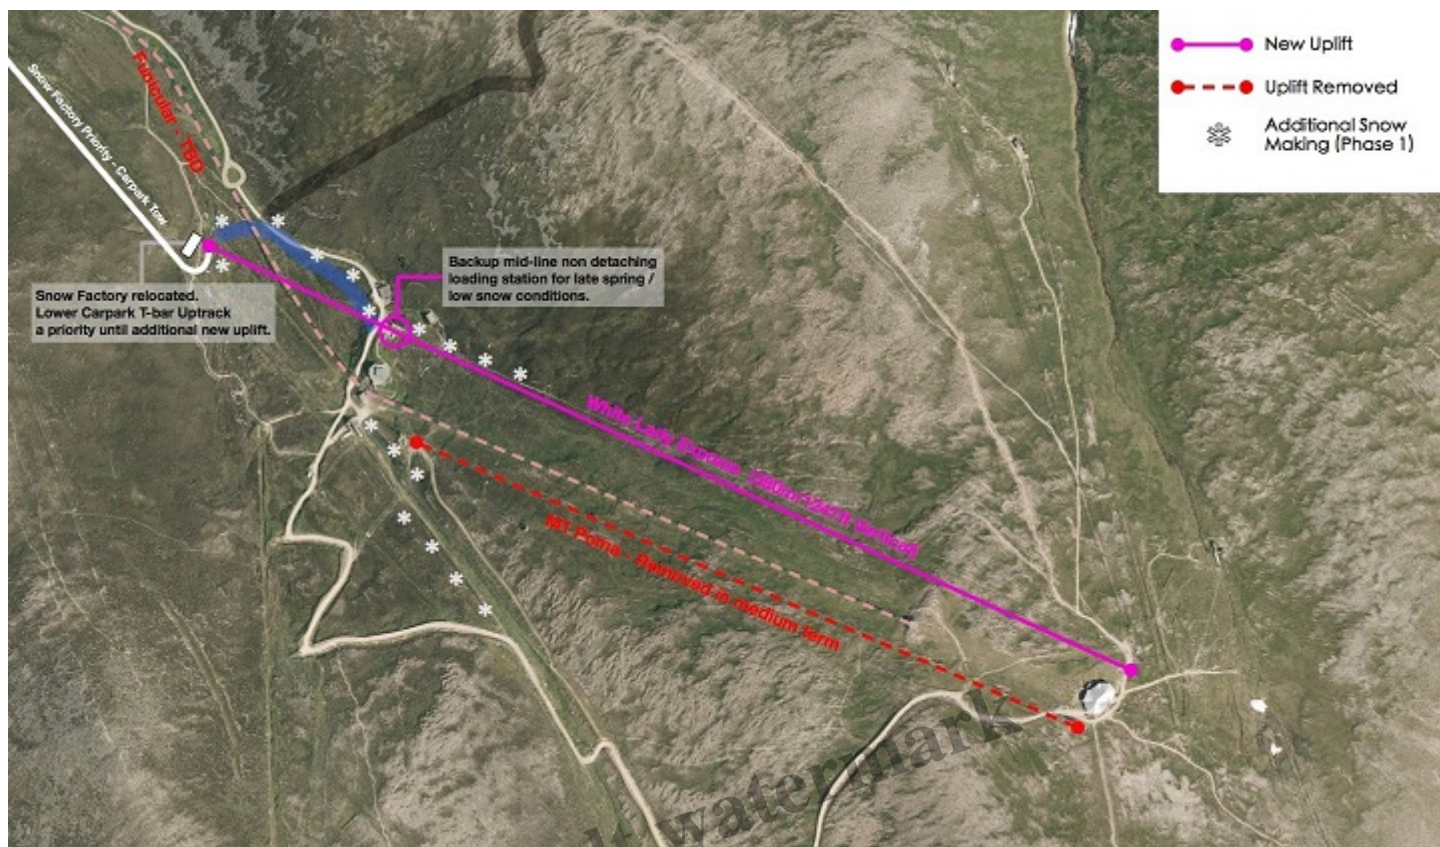 New Uplift
Uplift Removed
Additional Snow
Making (Phase 1)
Funicular - TBD
Snow Factory Priority - Carpark Tow
Backup mid-line non detaching
loading station for late spring /
low snow conditions.
Snow Factory relocated.
Lower Carpark T-bar Uptrack
a priority until additional new uplift.
White Lady Express
M1 Poma - Removed in medium term
watermark